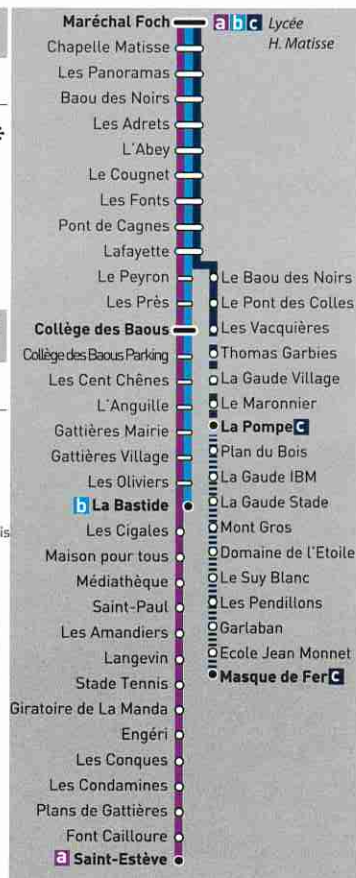 Maréchal Foch
a b c Lycée
H. Matisse
Chapelle Matisse
Les Panoramas
Baou des Noirs
Les Adrets
L'Abey
Le Cougnet
Les Fonts
Pont de Cagnes
Lafayette
Le Peyron
Les Près
Collège des Baous
Collège des Baous Parking
Les Cent Chênes
L'Anguille
Gattières Mairie
Gattières Village
Les Oliviers
b La Bastide
Les Cigales
Maison pour tous
Médiathèque
Saint-Paul
Les Amandiers
Langevin
Stade Tennis
Giratoire de La Manda
Engéri
Les Conques
Les Condamines
Plans de Gattières
Font Cailloure
a Saint-Estève
Le Baou des Noirs
Le Pont des Colles
Les Vacquières
Thomas Garbies
La Gaude Village
Le Maronnier
La Pompe c
Plan du Bois
La Gaude IBM
La Gaude Stade
Mont Gros
Domaine de l'Etoile
Le Suy Blanc
Les Pendillons
Garlaban
Ecole Jean Monnet
Masque de Fer c